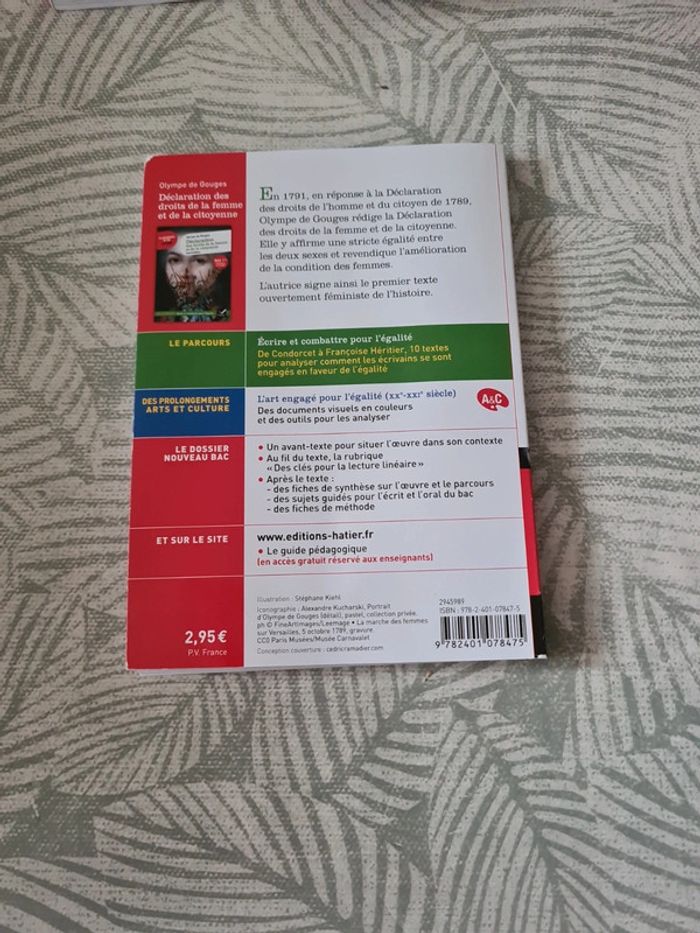 Olympe de Gouges
Déclaration des
droits de la femme
et de la citoyenne
En 1791, en réponse à la Déclaration
des droits de l'homme et du citoyen de 1789,
Olympe de Gouges rédige la Déclaration
des droits de la femme et de la citoyenne.
Elle y affirme une stricte égalité entre
les deux sexes et revendique l'amélioration
de la condition des femmes.
L'autrice signe ainsi le premier texte
ouvertement féministe de l'histoire.
LE PARCOURS
Écrire et combattre pour l'égalité
De Condorcet à Françoise Héritier, 10 textes
pour analyser comment les écrivains se sont
engagés en faveur de l'égalité
DES PROLONGEMENTS
ARTS ET CULTURE
L'art engagé pour l'égalité (XXe-XXIe siècle)
Des documents visuels en couleurs
et des outils pour les analyser
A&C
LE DOSSIER
NOUVEAU BAC
• Un avant-texte pour situer l'œuvre dans son contexte
• Au fil du texte, la rubrique
« Des clés pour la lecture linéaire »
• Après le texte :
- des fiches de synthèse sur l'œuvre et le parcours
- des sujets guidés pour l'écrit et l'oral du bac
- des fiches de méthode
ET SUR LE SITE
www.editions-hatier.fr
• Le guide pédagogique
(en accès gratuit réservé aux enseignants)
2,95 €
P.V. France
Illustration : Stéphane Kiehl
Iconographie : Alexandre Kucharski, Portrait
d'Olympe de Gouges (détail), pastel, collection privée.
ph © FineArtImages/Leemage • La marche des femmes
sur Versailles, 5 octobre 1789, gravure.
CC0 Paris Musées/Musée Carnavalet
Conception couverture : cedricramadier.com
2945989
ISBN : 978-2-401-07847-5
9 782401 078475